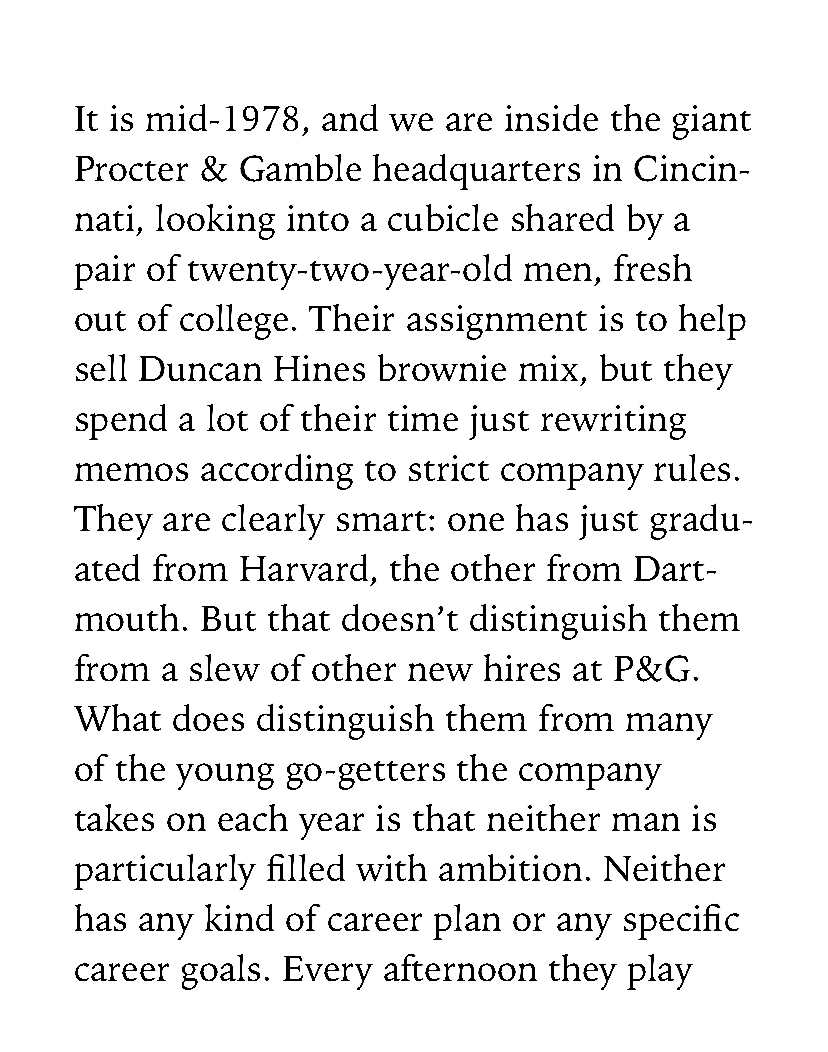 It is mid-1978, and we are inside the giant
Procter & Gamble headquarters in Cincin-
nati, looking into a cubicle shared by a
pair of twenty-two-year-old men, fresh
out of college. Their assignment is to help
sell Duncan Hines brownie mix, but they
spend a lot of their time just rewriting
memos according to strict company rules.
They are clearly smart: one has just gradu-
ated from Harvard, the other from Dart-
mouth. But that doesn’t distinguish them
from a slew of other new hires at P&G.
What does distinguish them from many
of the young go-getters the company
takes on each year is that neither man is
particularly filled with ambition. Neither
has any kind of career plan or any specific
career goals. Every afternoon they play